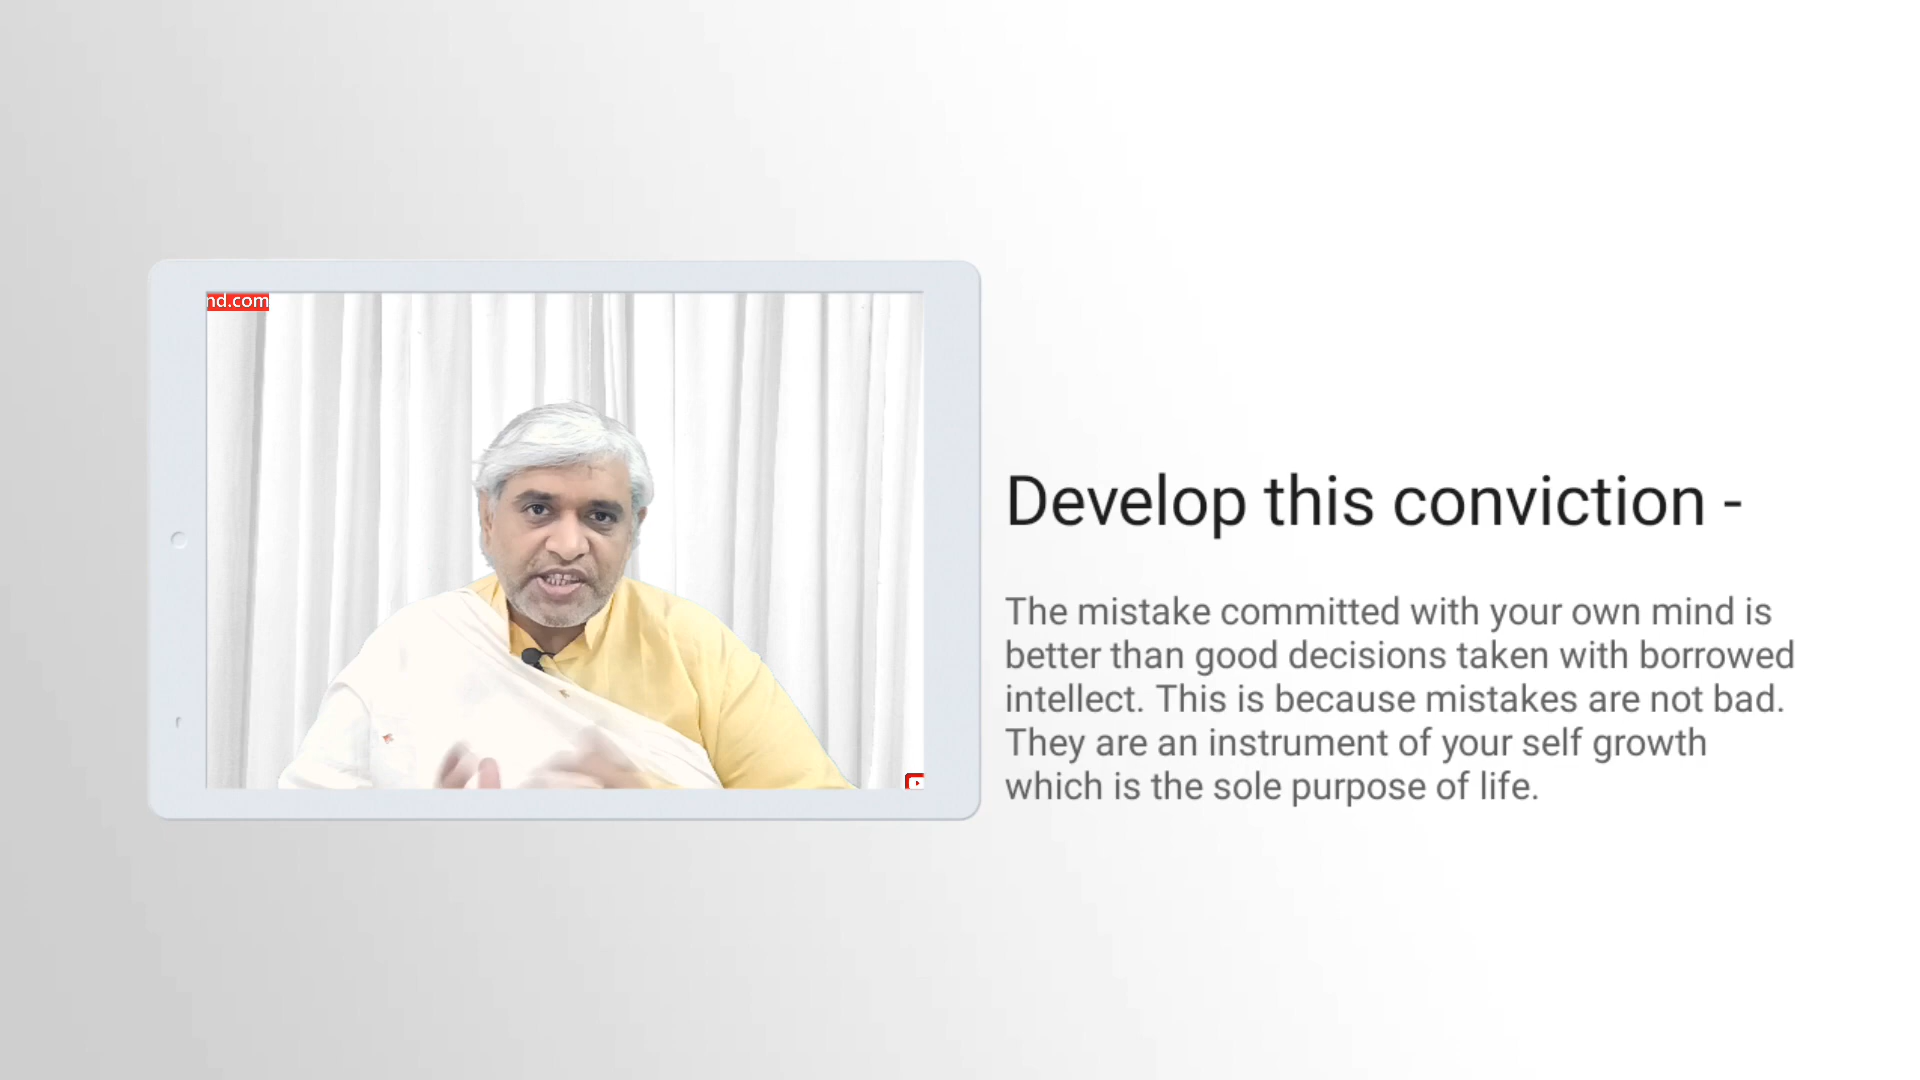 nd.com
Develop this conviction -
The mistake committed with your own mind is
better than good decisions taken with borrowed
intellect. This is because mistakes are not bad.
They are an instrument of your self growth
which is the sole purpose of life.